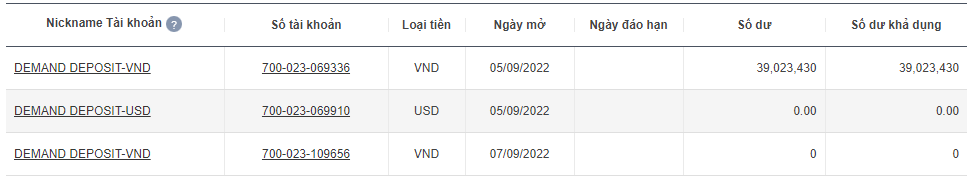 Nickname Tài khoản ? Số tài khoản Loại tiền Ngày mở Ngày đáo hạn Số dư Số dư khả dụng
DEMAND DEPOSIT-VND 700-023-069336 VND 05/09/2022 39,023,430 39,023,430
DEMAND DEPOSIT-USD 700-023-069910 USD 05/09/2022 0.00 0.00
DEMAND DEPOSIT-VND 700-023-109656 VND 07/09/2022 0 0